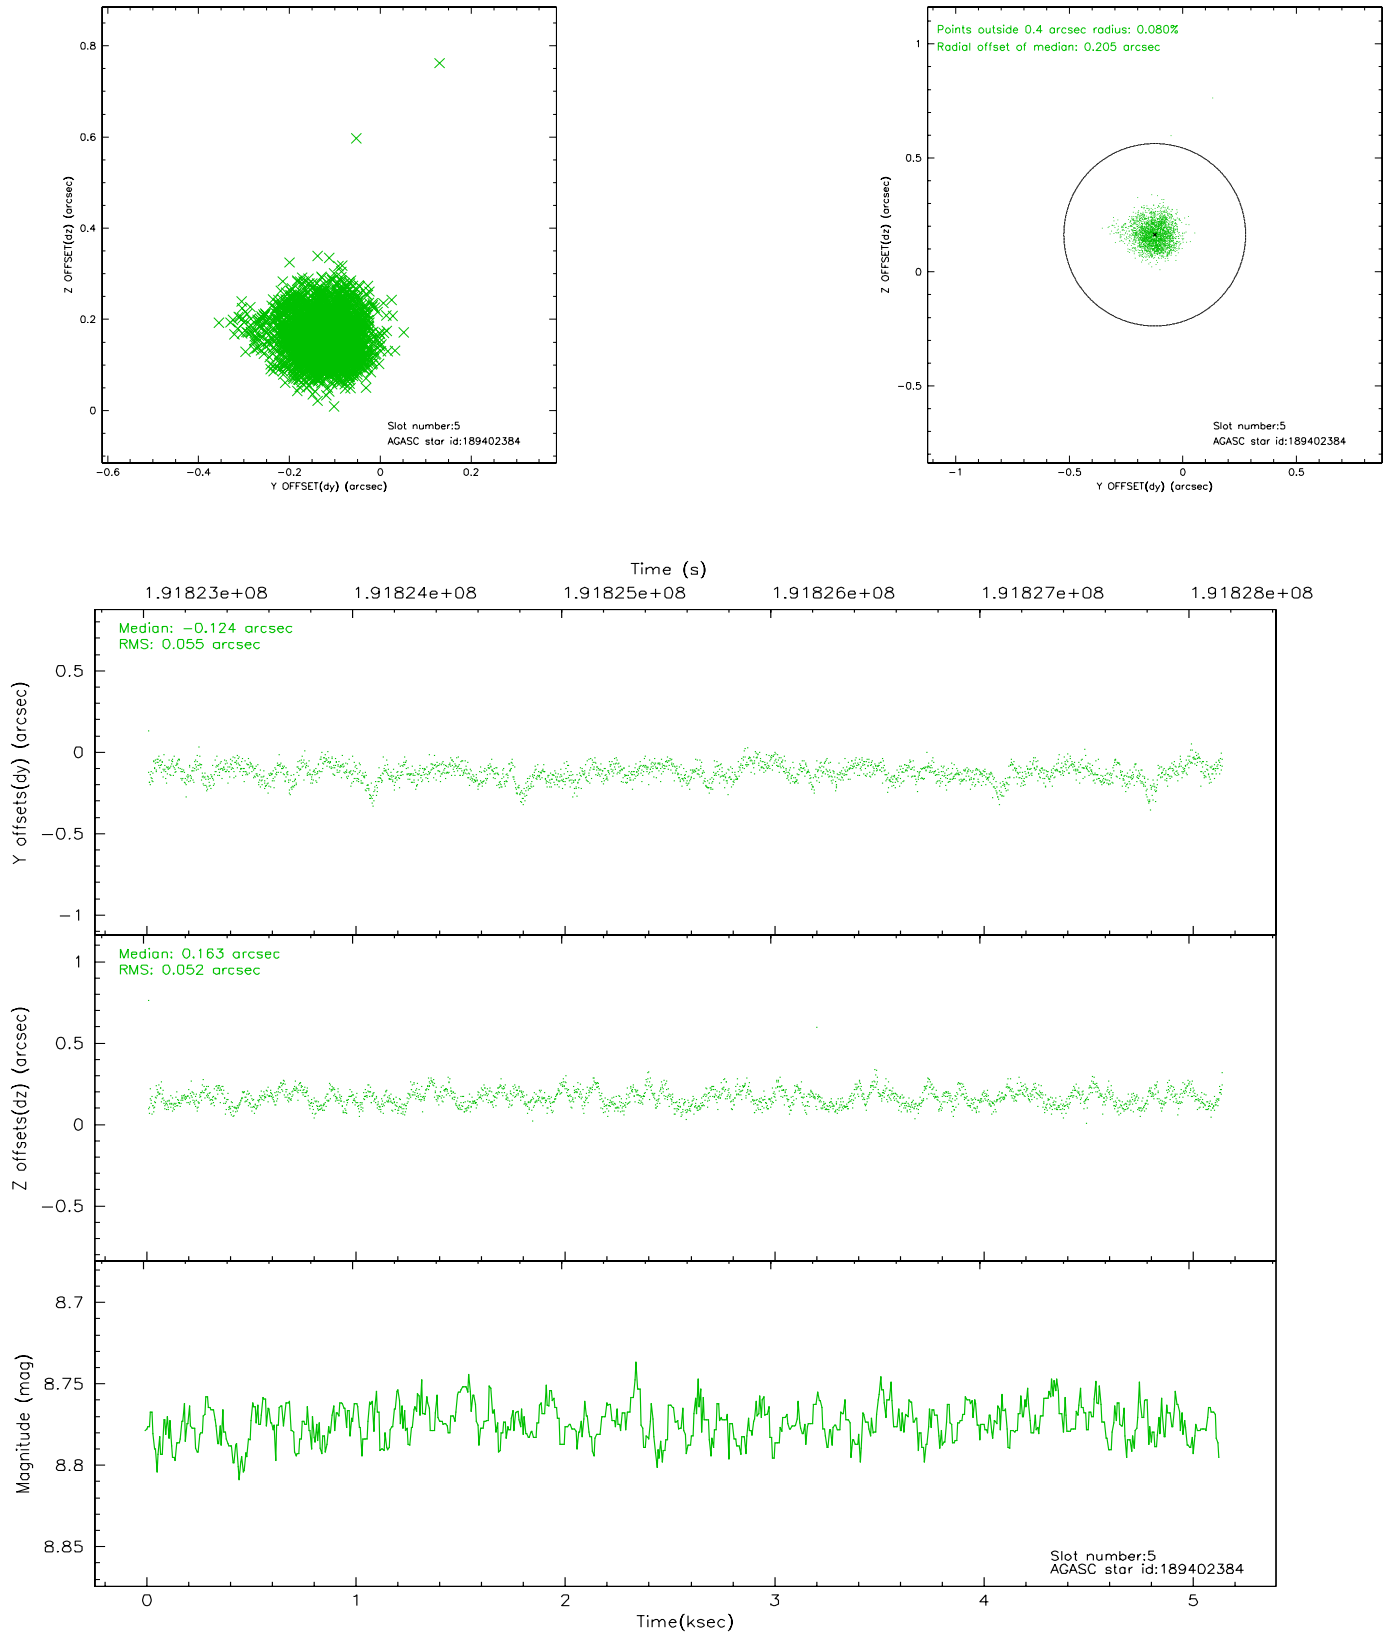 0.8
0.6
0.4
0.2
0
Z OFFSET(dz) (arcsec)
Slot number:5
AGASC star id:189402384
−0.6 −0.4 −0.2 0 0.2
Y OFFSET(dy) (arcsec)
Points outside 0.4 arcsec radius: 0.080%
Radial offset of median: 0.205 arcsec
1
0.5
0
−0.5
Z OFFSET(dz) (arcsec)
Slot number:5
AGASC star id:189402384
−1 −0.5 0 0.5
Y OFFSET(dy) (arcsec)
Time (s)
1.91823e+08 1.91824e+08 1.91825e+08 1.91826e+08 1.91827e+08 1.91828e+08
Median: −0.124 arcsec
RMS: 0.055 arcsec
0.5
0
−0.5
−1
Y offsets(dy) (arcsec)
Median: 0.163 arcsec
RMS: 0.052 arcsec
1
0.5
0
−0.5
Z offsets(dz) (arcsec)
8.7
8.75
8.8
8.85
Magnitude (mag)
Slot number:5
AGASC star id:189402384
0 1 2 3 4 5
Time(ksec)